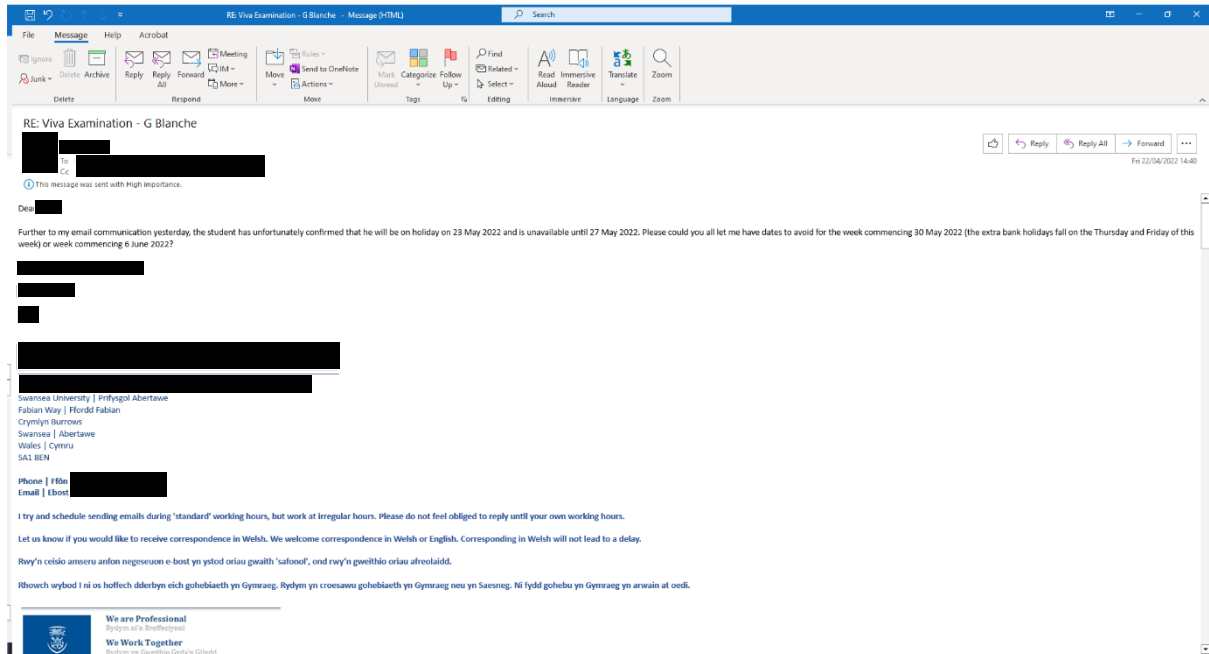 RE: Viva Examination - G Blanche - Message (HTML)
Search
File Message Help Acrobat
Ignore
Junk
Delete
Archive
Reply
Reply All
Forward
Meeting
IM
More
Move
Rules
Send to OneNote
Actions
Mark Unread
Categorize
Follow Up
Find
Related
Select
Read Aloud
Immersive Reader
Translate
Zoom
Delete Respond Move Tags Editing Immersive Language Zoom
RE: Viva Examination - G Blanche
To
Cc
Reply Reply All Forward
Fri 22/04/2022 14:40
This message was sent with High importance.
Dear
Further to my email communication yesterday, the student has unfortunately confirmed that he will be on holiday on 23 May 2022 and is unavailable until 27 May 2022. Please could you all let me have dates to avoid for the week commencing 30 May 2022 (the extra bank holidays fall on the Thursday and Friday of this
week) or week commencing 6 June 2022?
Swansea University | Prifysgol Abertawe
Fabian Way | Ffordd Fabian
Crymlyn Burrows
Swansea | Abertawe
Wales | Cymru
SA1 8EN
Phone | Ffôn
Email | Ebost
I try and schedule sending emails during 'standard' working hours, but work at irregular hours. Please do not feel obliged to reply until your own working hours.
Let us know if you would like to receive correspondence in Welsh. We welcome correspondence in Welsh or English. Corresponding in Welsh will not lead to a delay.
Rwy'n ceisio amseru anfon negeseuon e-bost yn ystod oriau gwaith 'safonol', ond rwy'n gweithio oriau afreolaidd.
Rhowch wybod I ni os hoffech dderbyn eich gohebiaeth yn Gymraeg. Rydym yn croesawu gohebiaeth yn Gymraeg neu yn Saesneg. Ni fydd gohebu yn Gymraeg yn arwain at oedi.
We are Professional
Rydym ni'n Broffesiynol
We Work Together
Rydym yn Gweithio Gyda'n Gilydd